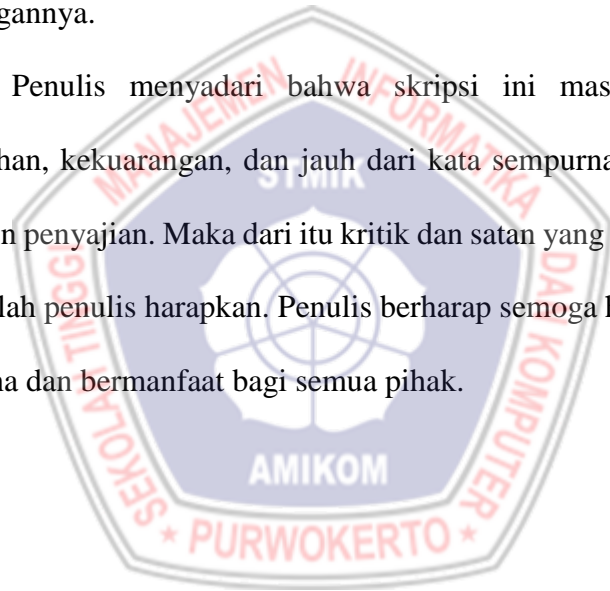 gannya.
Penulis menyadari bahwa skripsi ini mas
han, kekuarangan, dan jauh dari kata sempurna
n penyajian. Maka dari itu kritik dan satan yang
lah penulis harapkan. Penulis berharap semoga
na dan bermanfaat bagi semua pihak.
SEKOLAH TINGGI MANAJEMEN INFORMATIKA DAN KOMPUTER
STMIK
AMIKOM
★ PURWOKERTO ★